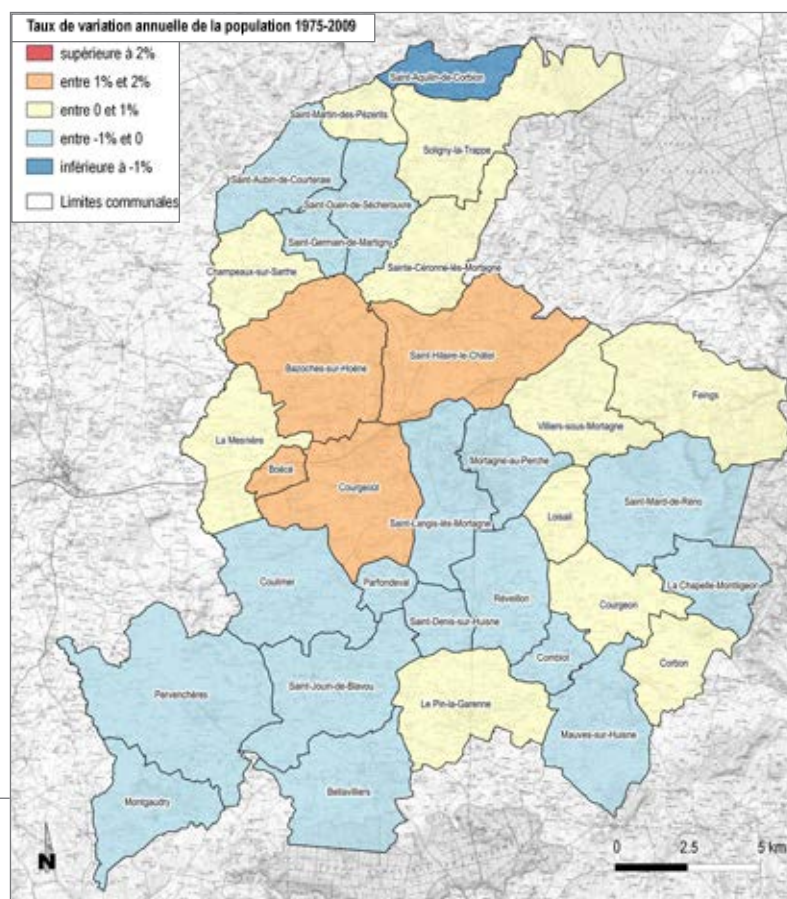 Taux de variation annuelle de la population 1975-2009
supérieure à 2%
entre 1% et 2%
entre 0 et 1%
entre -1% et 0
inférieure à -1%
Limites communales
Saint-Aquilin-de-Corbion
Saint-Martin-des-Pézerits
Soligny-la-Trappe
Saint-Aubin-de-Courteraie
Saint-Ouen-de-Sécherouvre
Saint-Germain-de-Martigny
Sainte-Céronne-lès-Mortagne
Champeaux-sur-Sarthe
Bazoches-sur-Hoëne
Saint-Hilaire-le-Châtel
Feings
Villiers-sous-Mortagne
La Mesnière
Mortagne-au-Perche
Boëcé
Courgeoût
Saint-Mard-de-Réno
Loisail
Saint-Langis-lès-Mortagne
Coulimer
Parfondeval
Réveillon
La Chapelle-Montligeon
Courgeon
Saint-Denis-sur-Huisne
Comblot
Corbon
Pervenchères
Saint-Jouin-de-Blavou
Le Pin-la-Garenne
Mauves-sur-Huisne
Montgaudry
Bellavilliers
N
0 2.5 5 km